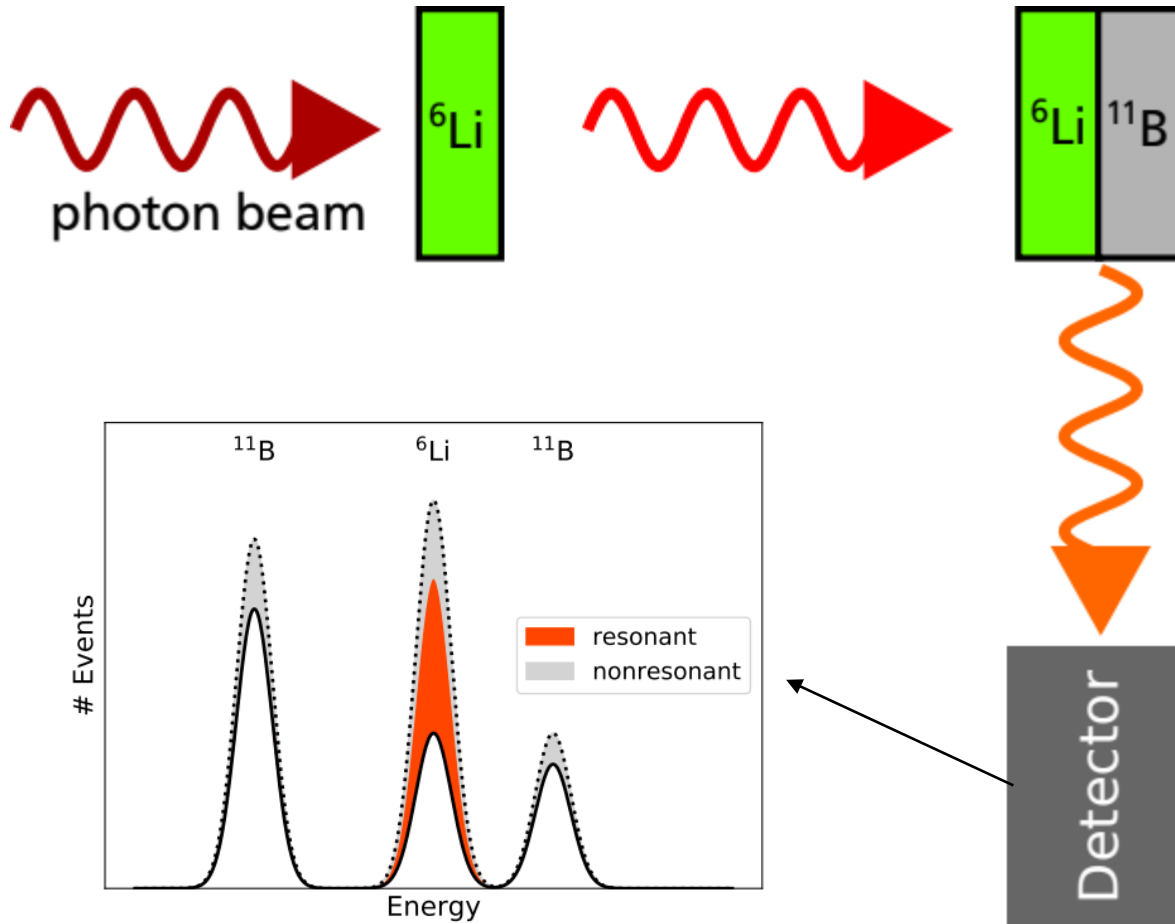 ⁶Li
⁶Li
¹¹B
photon beam
¹¹B
⁶Li
¹¹B
# Events
resonant
nonresonant
Energy
Detector